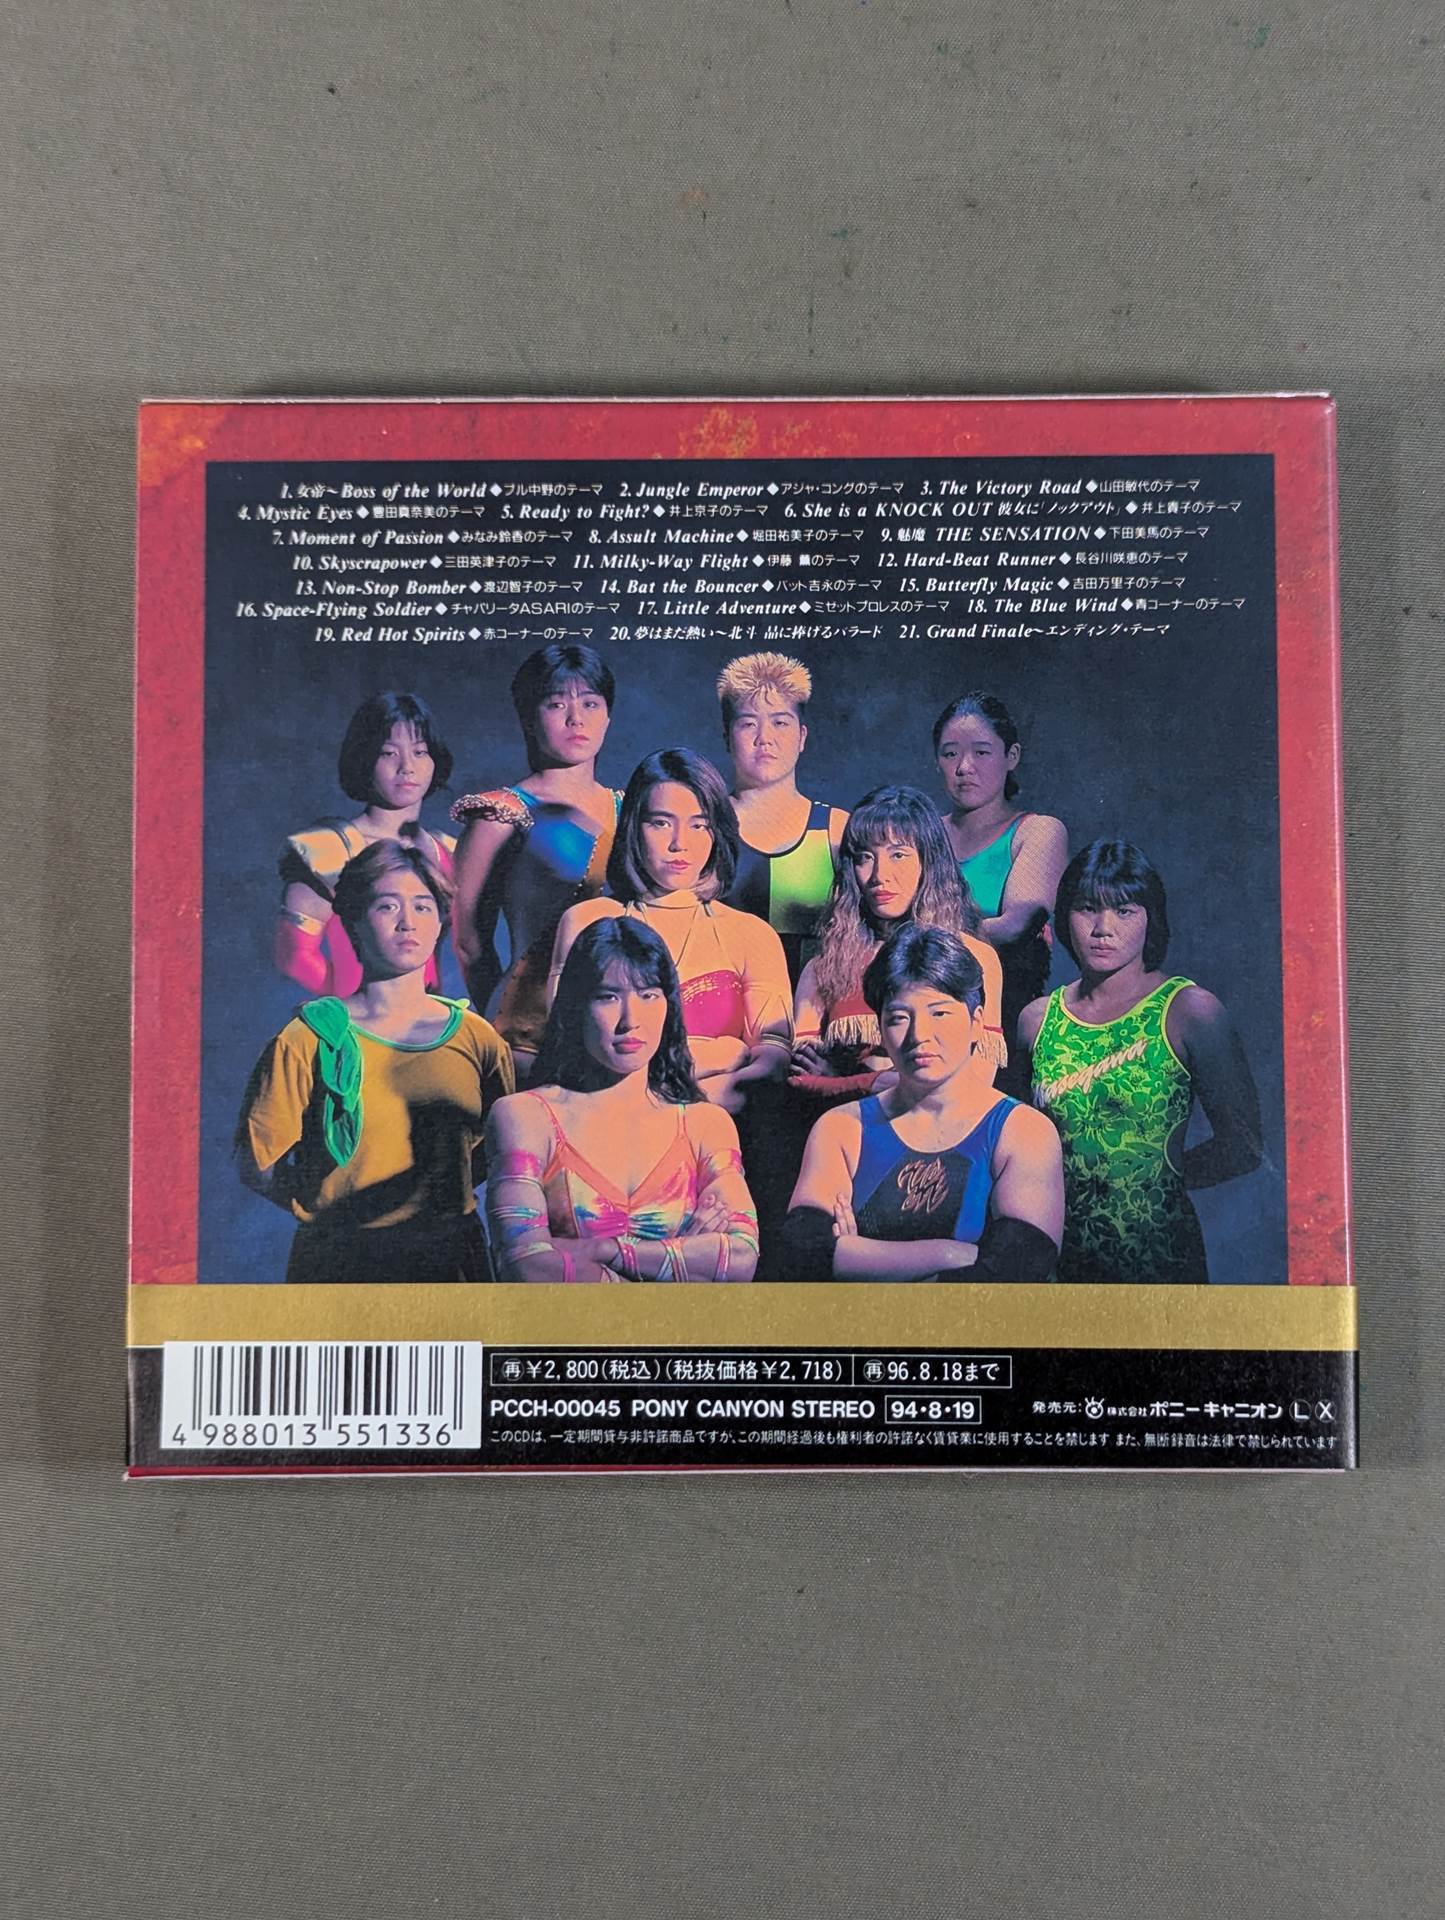 1. 女帝～Boss of the World◆ブル中野のテーマ 2. Jungle Emperor◆アジャ・コングのテーマ 3. The Victory Road◆山田敏代のテーマ
4. Mystic Eyes◆豊田真奈美のテーマ 5. Ready to Fight?◆井上京子のテーマ 6. She is a KNOCK OUT 彼女に「ノックアウト」◆井上貴子のテーマ
7. Moment of Passion◆みなみ鈴香のテーマ 8. Assult Machine◆堀田祐美子のテーマ 9. 魅魔 THE SENSATION◆下田美馬のテーマ
10. Skyscrapower◆三田英津子のテーマ 11. Milky-Way Flight◆伊藤 薫のテーマ 12. Hard-Beat Runner◆長谷川咲恵のテーマ
13. Non-Stop Bomber◆渡辺智子のテーマ 14. Bat the Bouncer◆バット吉永のテーマ 15. Butterfly Magic◆吉田万里子のテーマ
16. Space-Flying Soldier◆チャパリータASARIのテーマ 17. Little Adventure◆ミゼットプロレスのテーマ 18. The Blue Wind◆青コーナーのテーマ
19. Red Hot Spirits◆赤コーナーのテーマ 20. 夢はまだ熱い～北斗 晶に捧げるバラード 21. Grand Finale～エンディング・テーマ
再¥2,800(税込)(税抜価格¥2,718) 再96.8.18まで
PCCH-00045 PONY CANYON STEREO 94・8・19 発売元: 株式会社 ポニーキャニオン L X
4 988013 551336
このCDは、一定期間貸与非許諾商品ですが、この期間経過後も権利者の許諾なく賃貸業に使用することを禁じます また、無断録音は法律で禁じられています